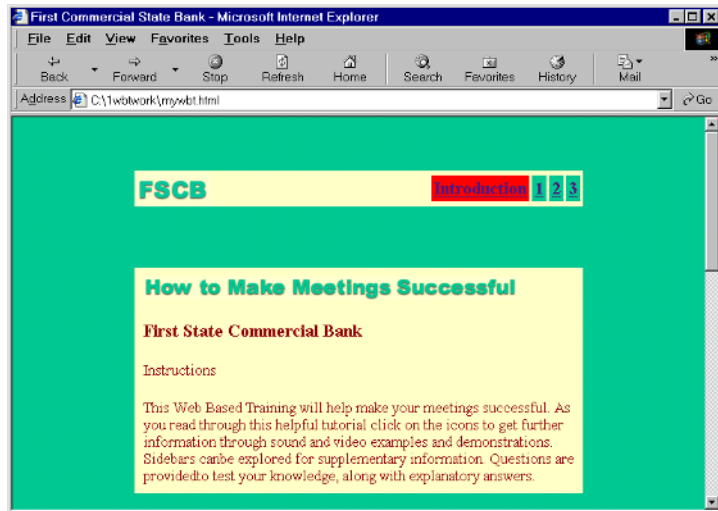 First Commercial State Bank - Microsoft Internet Explorer
File Edit View Favorites Tools Help
Back Forward Stop Refresh Home Search Favorites History Mail »
Address C:\1wbtwork\mywbt.html Go
FSCB Introduction 1 2 3
How to Make Meetings Successful
First State Commercial Bank
Instructions
This Web Based Training will help make your meetings successful. As
you read through this helpful tutorial click on the icons to get further
information through sound and video examples and demonstrations.
Sidebars canbe explored for supplementary information. Questions are
providedto test your knowledge, along with explanatory answers.